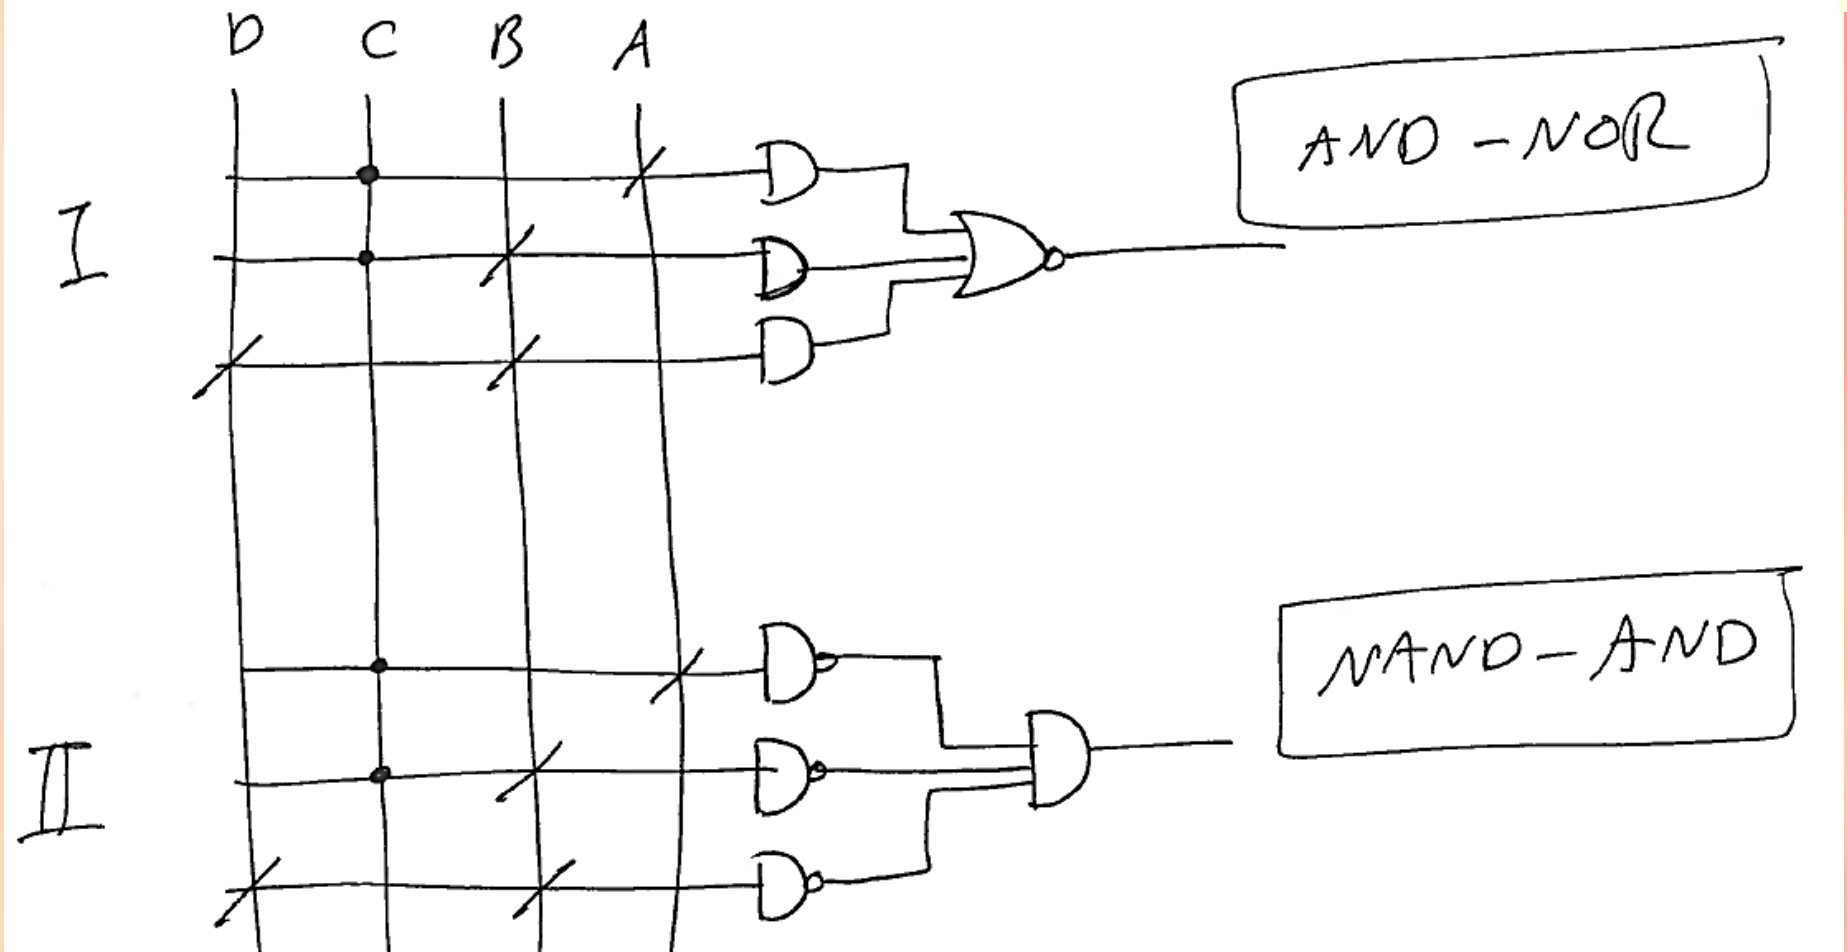 D C B A
AND - NOR
I
NAND - AND
II